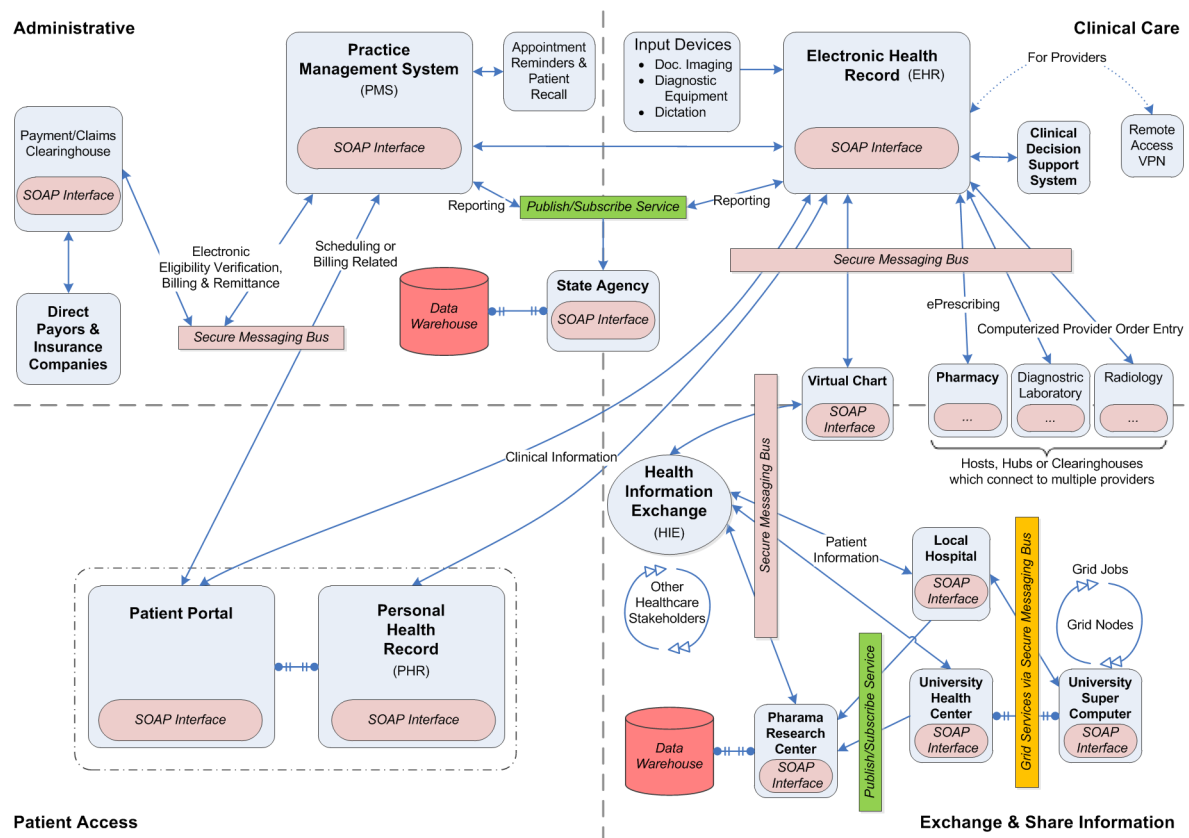 Administrative
Clinical Care
Practice
Management System
(PMS)
SOAP Interface
Appointment
Reminders &
Patient
Recall
Input Devices
• Doc. Imaging
• Diagnostic
Equipment
• Dictation
Electronic Health
Record (EHR)
SOAP Interface
For Providers
Clinical
Decision
Support
System
Remote
Access
VPN
Payment/Claims
Clearinghouse
SOAP Interface
Direct
Payors &
Insurance
Companies
Electronic
Eligibility Verification,
Billing & Remittance
Scheduling or
Billing Related
Secure Messaging Bus
Reporting
Publish/Subscribe Service
Reporting
Data
Warehouse
State Agency
SOAP Interface
Secure Messaging Bus
ePrescribing
Computerized Provider Order Entry
Virtual Chart
SOAP
Interface
Pharmacy
...
Diagnostric
Laboratory
...
Radiology
...
Hosts, Hubs or Clearinghouses
which connect to multiple providers
Clinical Information
Health
Information
Exchange
(HIE)
Secure Messaging Bus
Patient
Information
Local
Hospital
SOAP
Interface
Other
Healthcare
Stakeholders
Grid Services via Secure Messaging Bus
Grid Jobs
Grid Nodes
Patient Portal
SOAP Interface
Personal
Health
Record
(PHR)
SOAP Interface
Data
Warehouse
Pharama
Research
Center
SOAP
Interface
Publish/Subscribe Service
University
Health
Center
SOAP
Interface
University
Super
Computer
SOAP
Interface
Patient Access
Exchange & Share Information